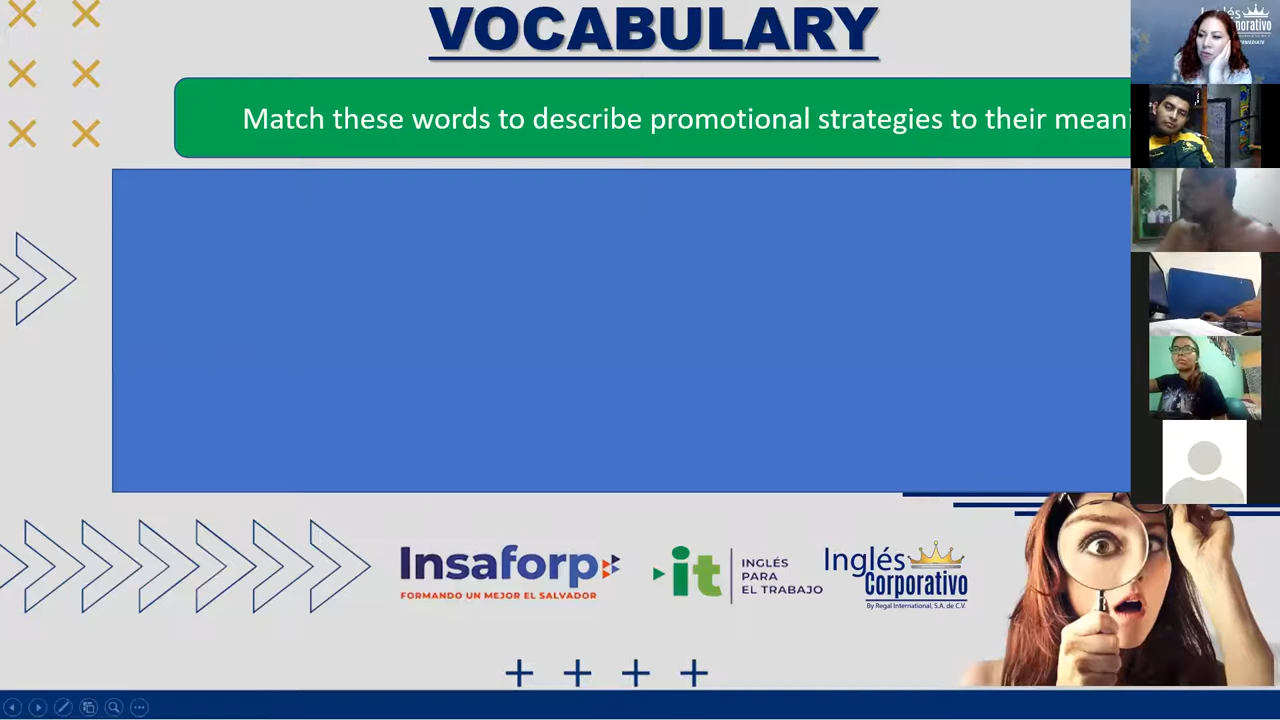 VOCABULARY
Match these words to describe promotional strategies to their meani
Insaforp
FORMANDO UN MEJOR EL SALVADOR
it
INGLÉS
PARA
EL TRABAJO
Inglés
Corporativo
By Regal International, S.A. de C.V.